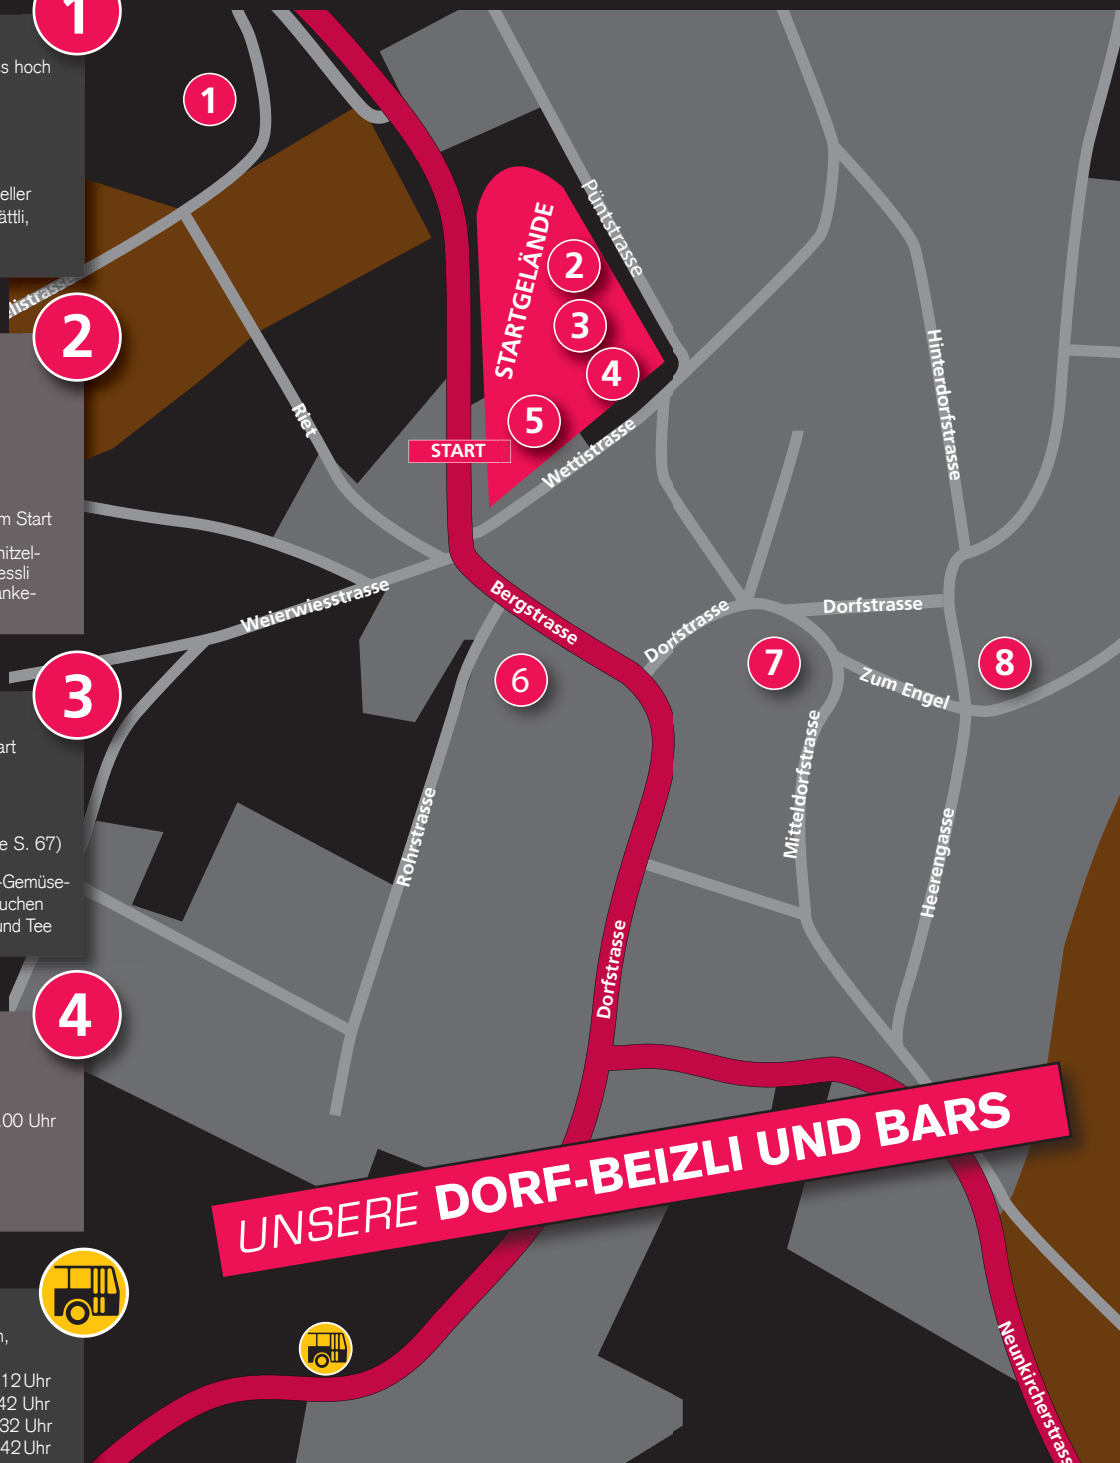 1
s hoch
eller
ättli,
2
m Start
nitzel-
essli
anke-
3
art
e S. 67)
-Gemüse-
uchen
und Tee
4
.00 Uhr
n,
12 Uhr
42 Uhr
32 Uhr
42 Uhr
1
elistrasse
Riet
Weierwiesstrasse
STARTGELÄNDE
2
3
4
5
START
Püntstrasse
Wettistrasse
Hinterdorfstrasse
Bergstrasse
6
Dorfstrasse
Dorfstrasse
7
8
Zum Engel
Mitteldorfstrasse
Heerengasse
Rohrstrasse
Dorfstrasse
UNSERE DORF-BEIZLI UND BARS
Neunkircherstrass